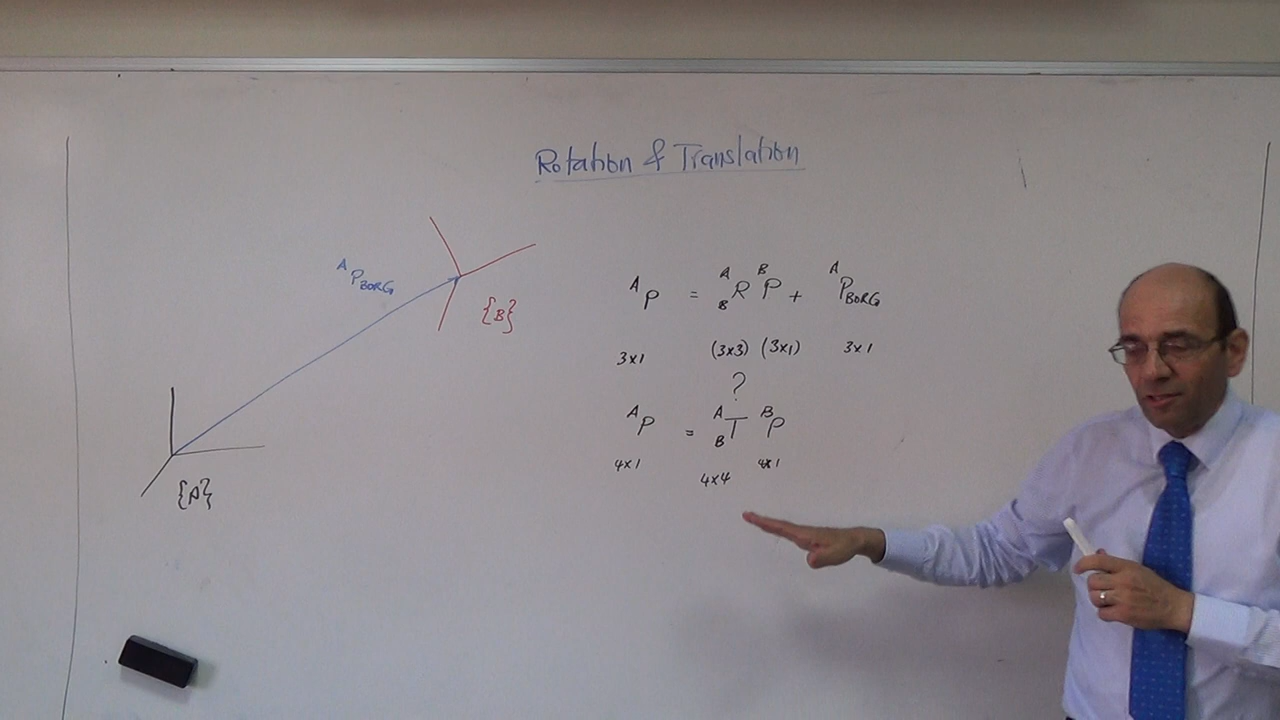 Rotation & Translation
A P BORG
{B}
{A}
A P = A B R B P + A P BORG
3x1 (3x3) (3x1) 3x1
?
A P = A B T B P
4x1 4x4 4x1